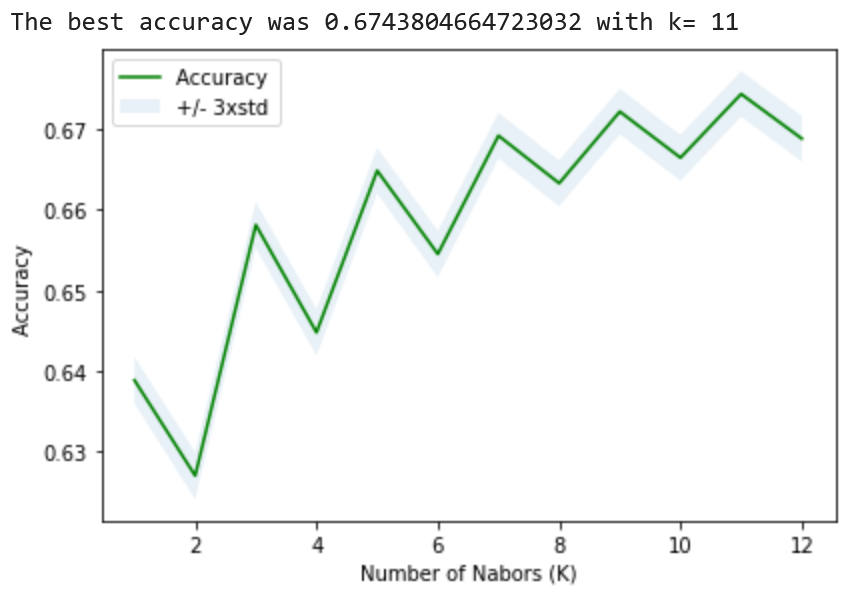 The best accuracy was 0.6743804664723032 with k= 11
Accuracy
+/- 3xstd
0.67
0.66
0.65
0.64
0.63
Accuracy
2 4 6 8 10 12
Number of Nabors (K)